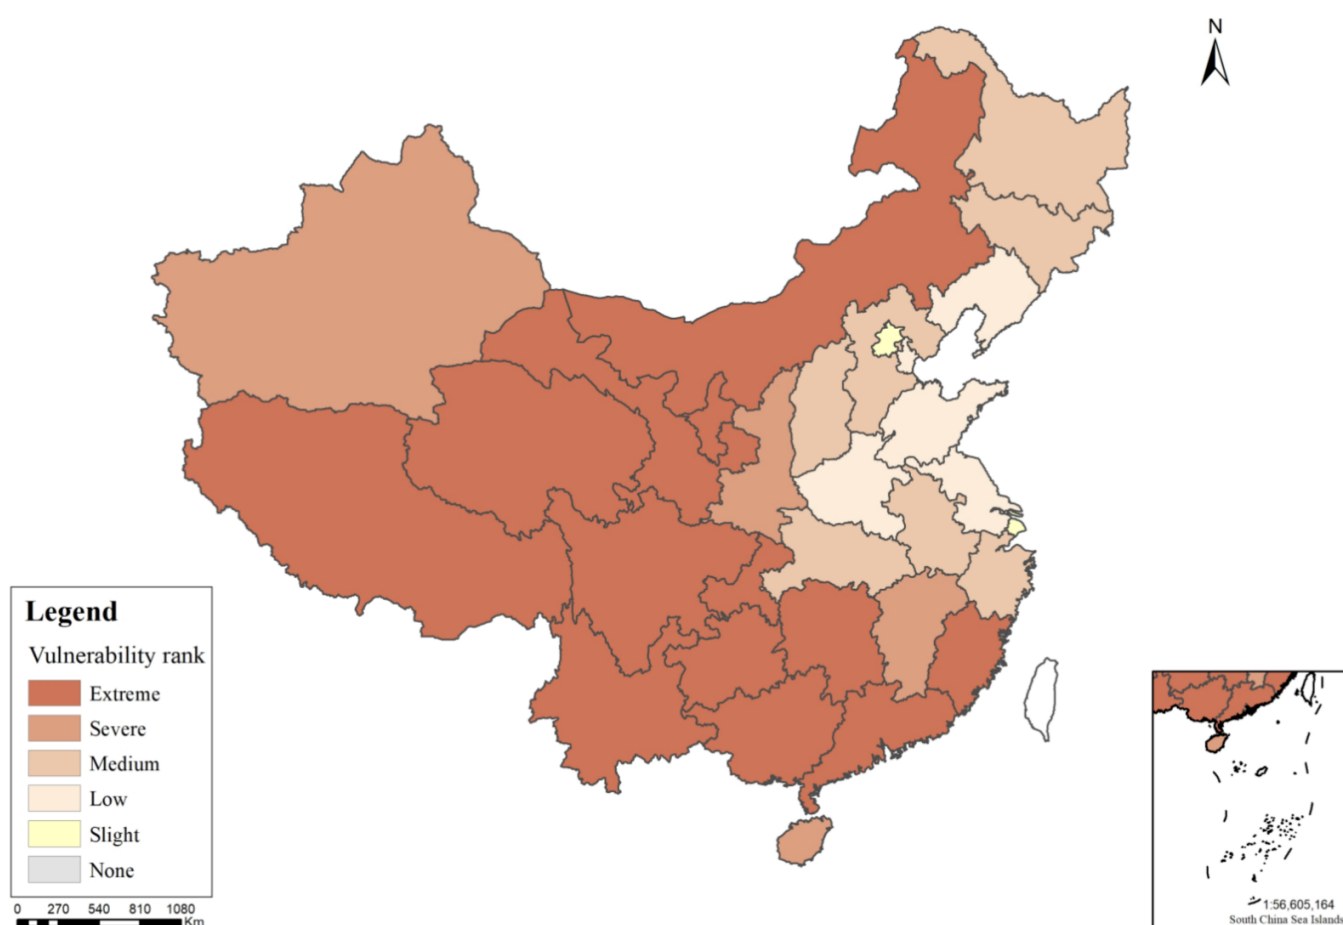 N
Legend
Vulnerability rank
Extreme
Severe
Medium
Low
Slight
None
0 270 540 810 1080
Km
1:56,605,164
South China Sea Islands